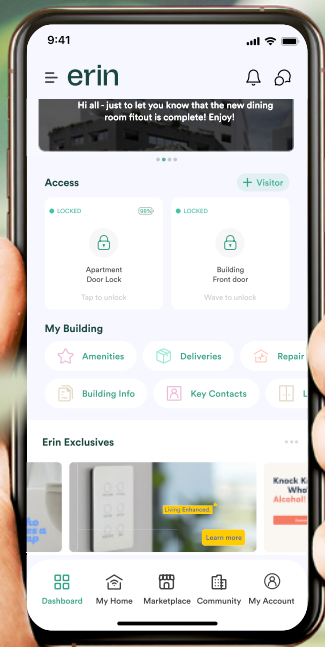 9:41
erin
Hi all - just to let you know that the new dining
room fitout is complete! Enjoy!
Access
+ Visitor
LOCKED
98%
LOCKED
Apartment
Door Lock
Building
Front door
Tap to unlock
Wave to unlock
My Building
Amenities
Deliveries
Repair
Building Info
Key Contacts
L
Erin Exclusives
Living Enhanced.
Learn more
Knock K
Who'
Alcohol!
Dashboard
My Home
Marketplace
Community
My Account